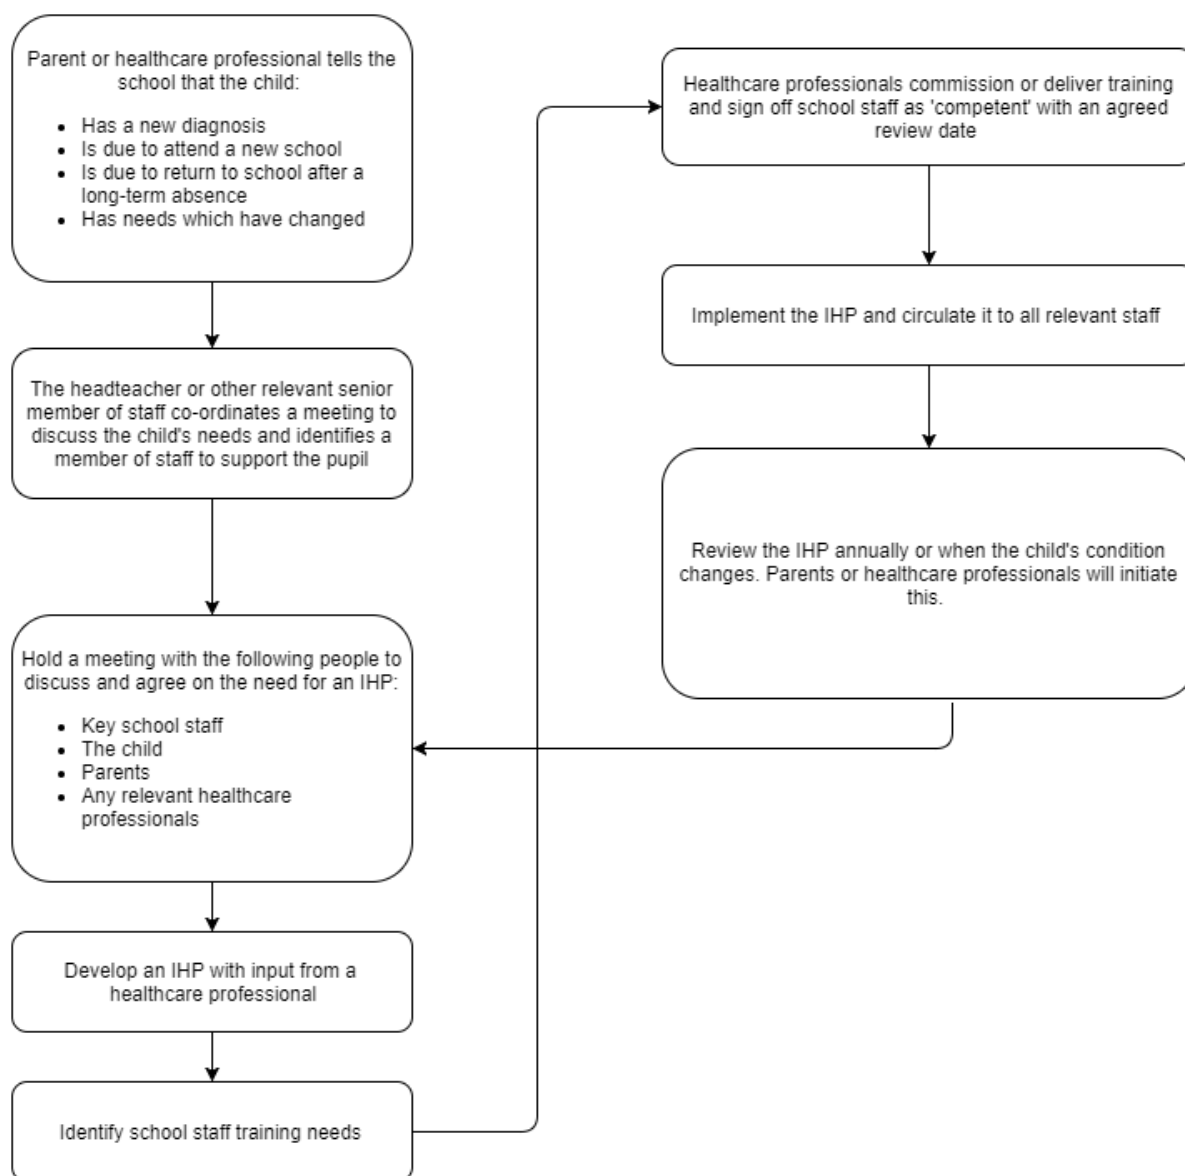 Parent or healthcare professional tells the
school that the child:
• Has a new diagnosis
• Is due to attend a new school
• Is due to return to school after a
long-term absence
• Has needs which have changed
The headteacher or other relevant senior
member of staff co-ordinates a meeting to
discuss the child's needs and identifies a
member of staff to support the pupil
Hold a meeting with the following people to
discuss and agree on the need for an IHP:
• Key school staff
• The child
• Parents
• Any relevant healthcare
professionals
Develop an IHP with input from a
healthcare professional
Identify school staff training needs
Healthcare professionals commission or deliver training
and sign off school staff as 'competent' with an agreed
review date
Implement the IHP and circulate it to all relevant staff
Review the IHP annually or when the child's condition
changes. Parents or healthcare professionals will initiate
this.